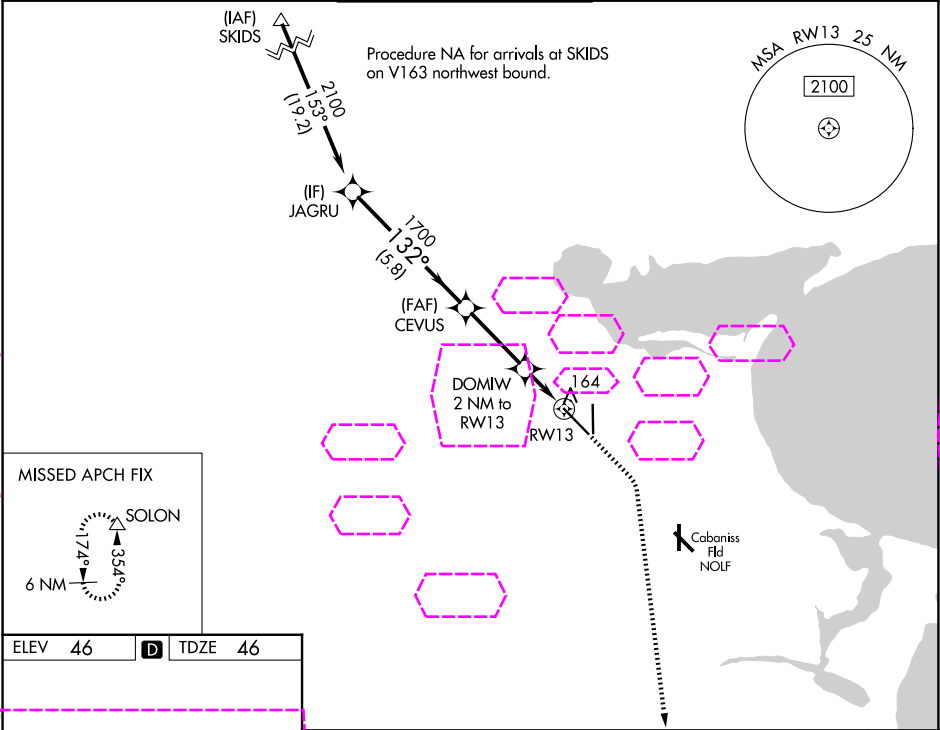 (IAF)
SKIDS
Procedure NA for arrivals at SKIDS
on V163 northwest bound.
MSA RW13 25 NM
2100
2100
153°
(19.2)
(IF)
JAGRU
1700
132°
(5.8)
(FAF)
CEVUS
DOMIW
2 NM to
RW13
164
RW13
MISSED APCH FIX
SOLON
174°
354°
6 NM
Cabaniss
Fld
NOLF
ELEV 46 D TDZE 46